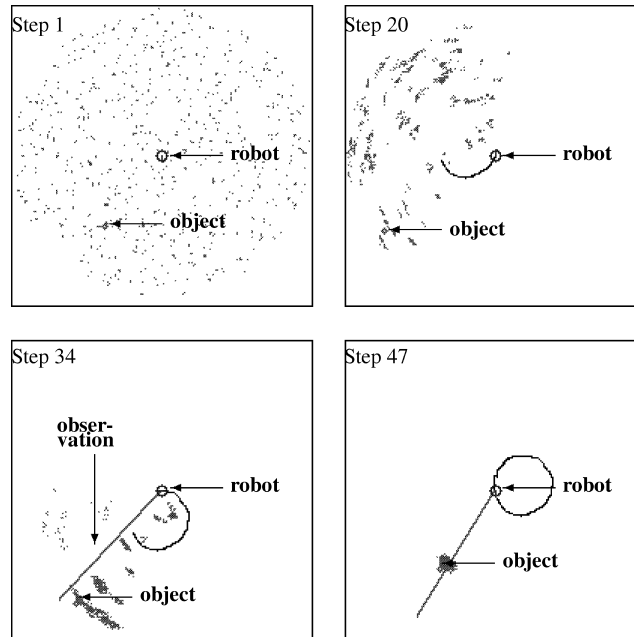 Step 1
robot
object
Step 20
robot
object
Step 34
obser-
vation
robot
object
Step 47
robot
object